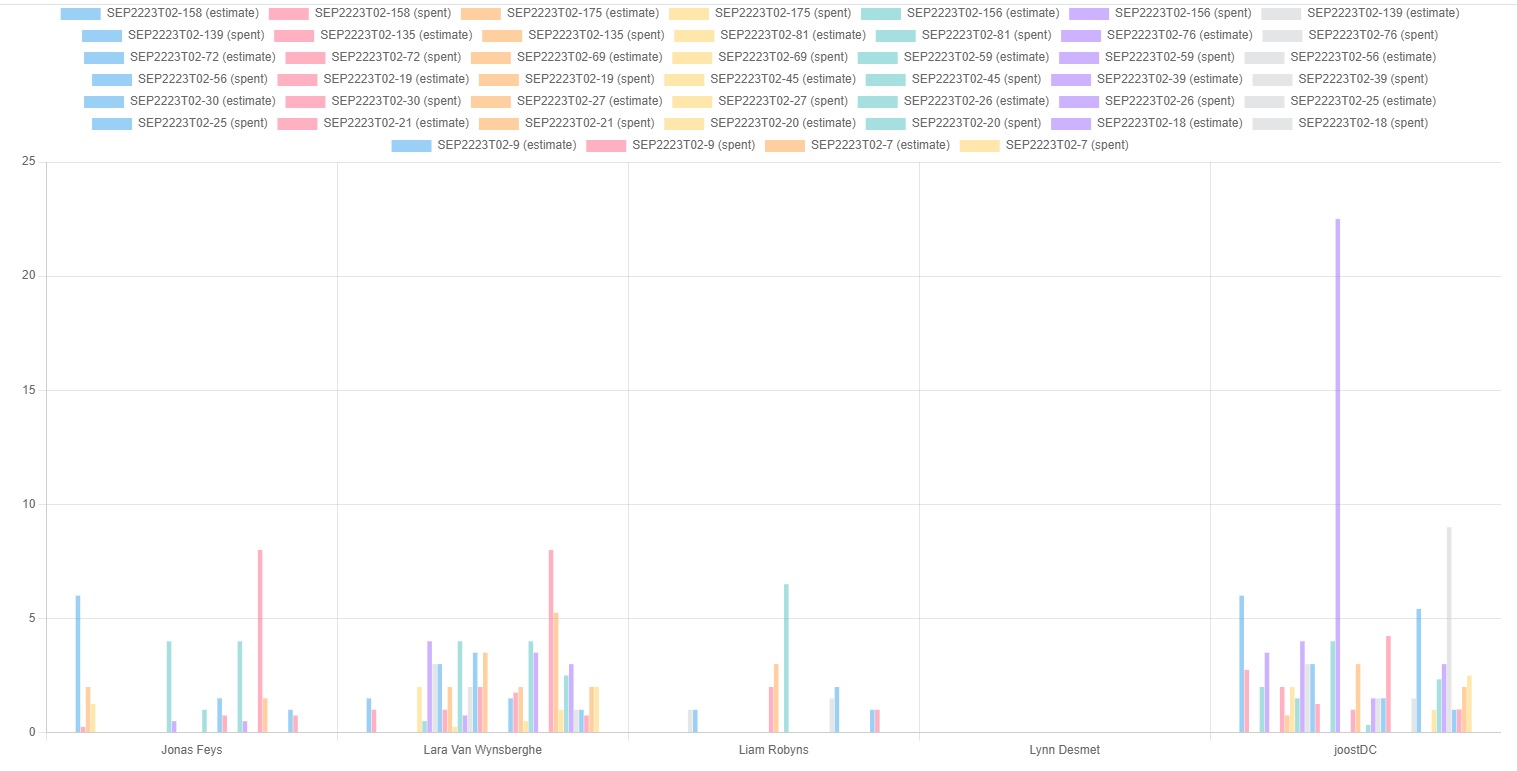 SEP2223T02-158 (estimate) SEP2223T02-158 (spent) SEP2223T02-175 (estimate) SEP2223T02-175 (spent) SEP2223T02-156 (estimate) SEP2223T02-156 (spent) SEP2223T02-139 (estimate)
SEP2223T02-139 (spent) SEP2223T02-135 (estimate) SEP2223T02-135 (spent) SEP2223T02-81 (estimate) SEP2223T02-81 (spent) SEP2223T02-76 (estimate) SEP2223T02-76 (spent)
SEP2223T02-72 (estimate) SEP2223T02-72 (spent) SEP2223T02-69 (estimate) SEP2223T02-69 (spent) SEP2223T02-59 (estimate) SEP2223T02-59 (spent) SEP2223T02-56 (estimate)
SEP2223T02-56 (spent) SEP2223T02-19 (estimate) SEP2223T02-19 (spent) SEP2223T02-45 (estimate) SEP2223T02-45 (spent) SEP2223T02-39 (estimate) SEP2223T02-39 (spent)
SEP2223T02-30 (estimate) SEP2223T02-30 (spent) SEP2223T02-27 (estimate) SEP2223T02-27 (spent) SEP2223T02-26 (estimate) SEP2223T02-26 (spent) SEP2223T02-25 (estimate)
SEP2223T02-25 (spent) SEP2223T02-21 (estimate) SEP2223T02-21 (spent) SEP2223T02-20 (estimate) SEP2223T02-20 (spent) SEP2223T02-18 (estimate) SEP2223T02-18 (spent)
SEP2223T02-9 (estimate) SEP2223T02-9 (spent) SEP2223T02-7 (estimate) SEP2223T02-7 (spent)
25
20
15
10
5
0
Jonas Feys Lara Van Wynsberghe Liam Robyns Lynn Desmet joostDC